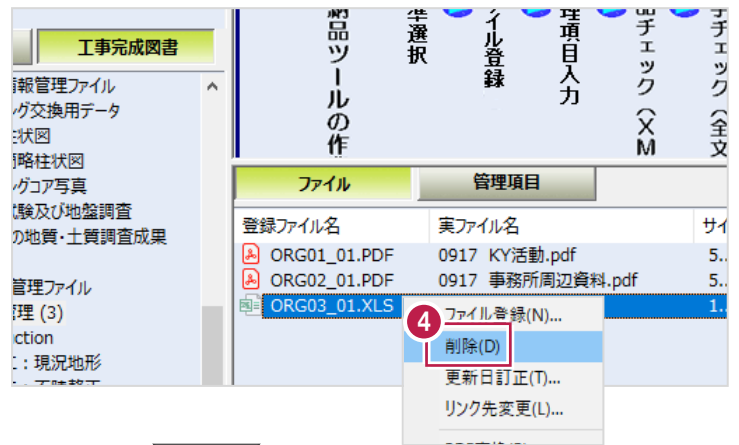 工事完成図書
報管理ファイル
グ交換用データ
柱状図
略柱状図
グコア写真
試験及び地盤調査
の地質・土質調査成果
管理ファイル
理 (3)
uction
：現況地形
納品ツールの作
準選択
イル登録
理項目入力
品チェック（XM
チェック（全文
ファイル
管理項目
登録ファイル名
実ファイル名
サイ
ORG01_01.PDF
0917 KY活動.pdf
5..
ORG02_01.PDF
0917 事務所周辺資料.pdf
5..
ORG03_01.XLS
1..
4
ファイル登録(N)...
削除(D)
更新日訂正(T)...
リンク先変更(L)...